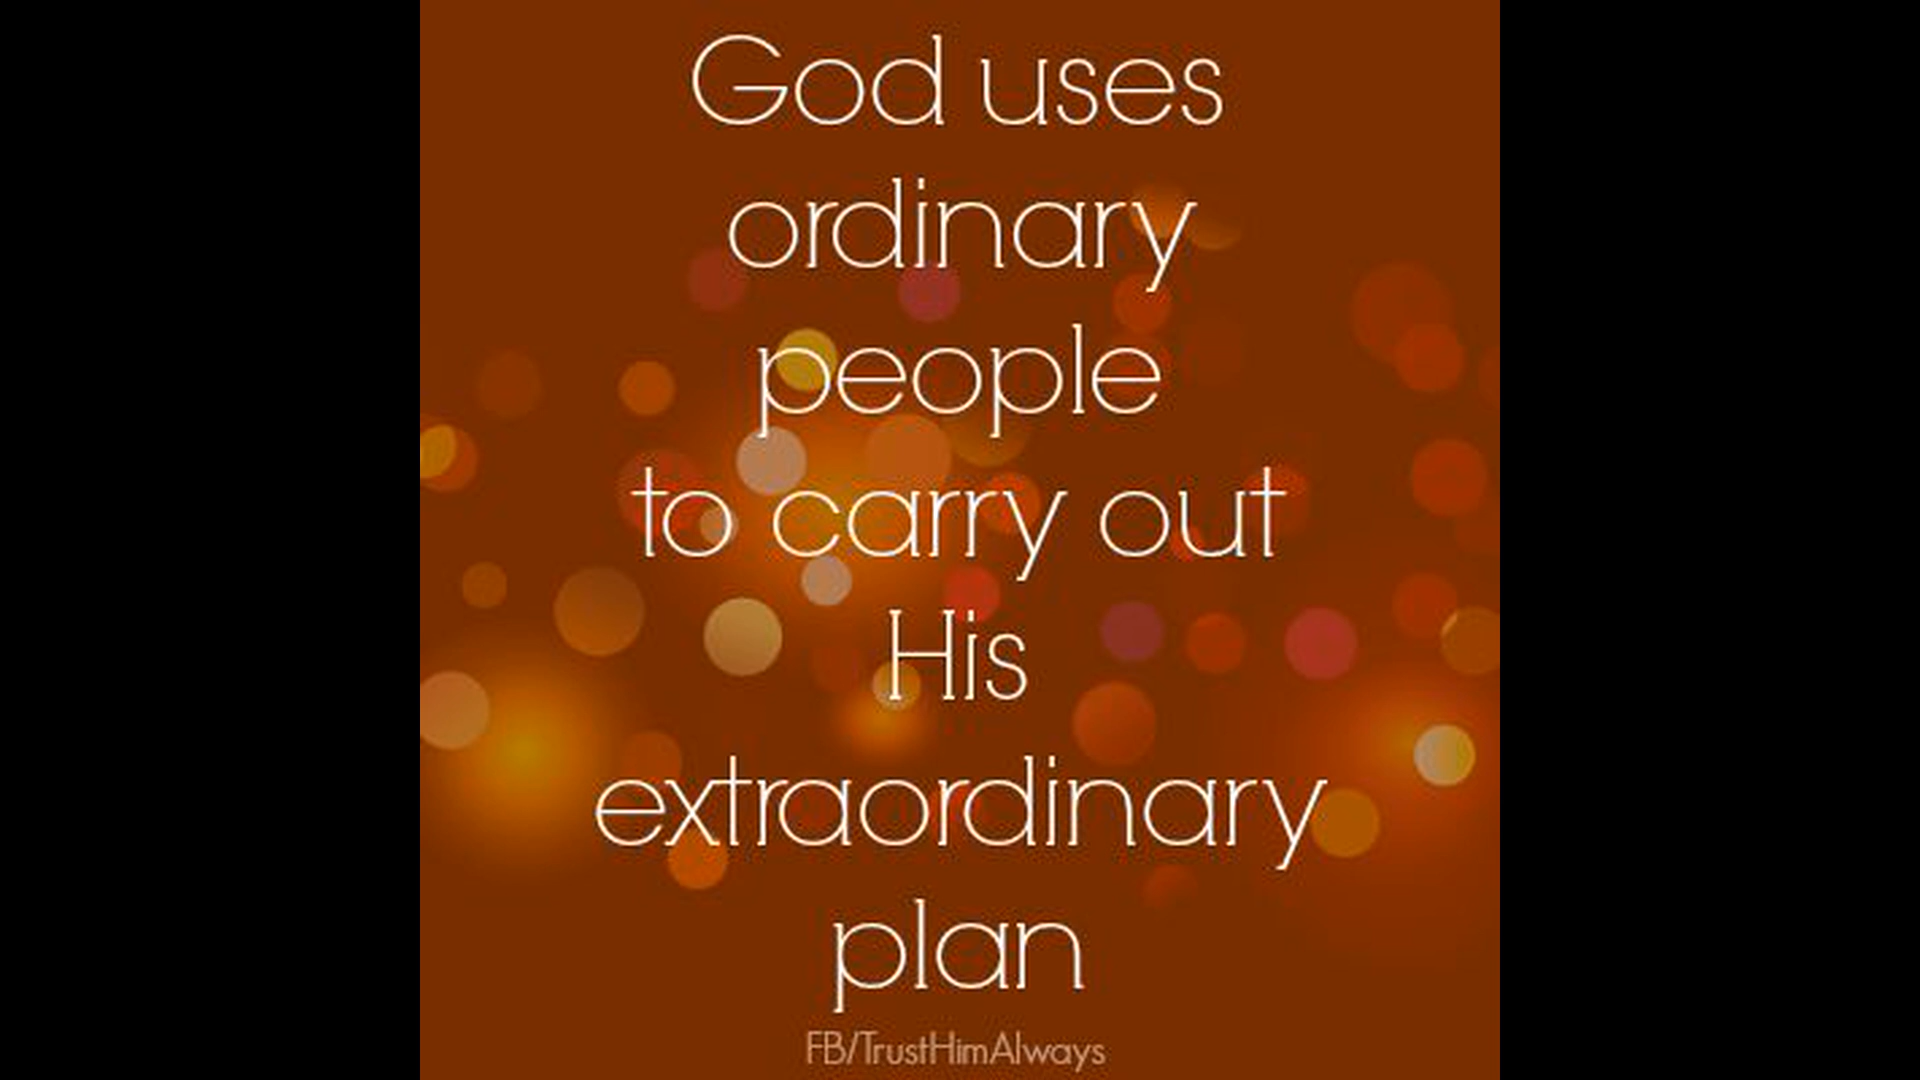 God uses
ordinary
people
to carry out
His
extraordinary
plan
FB/TrustHimAlways